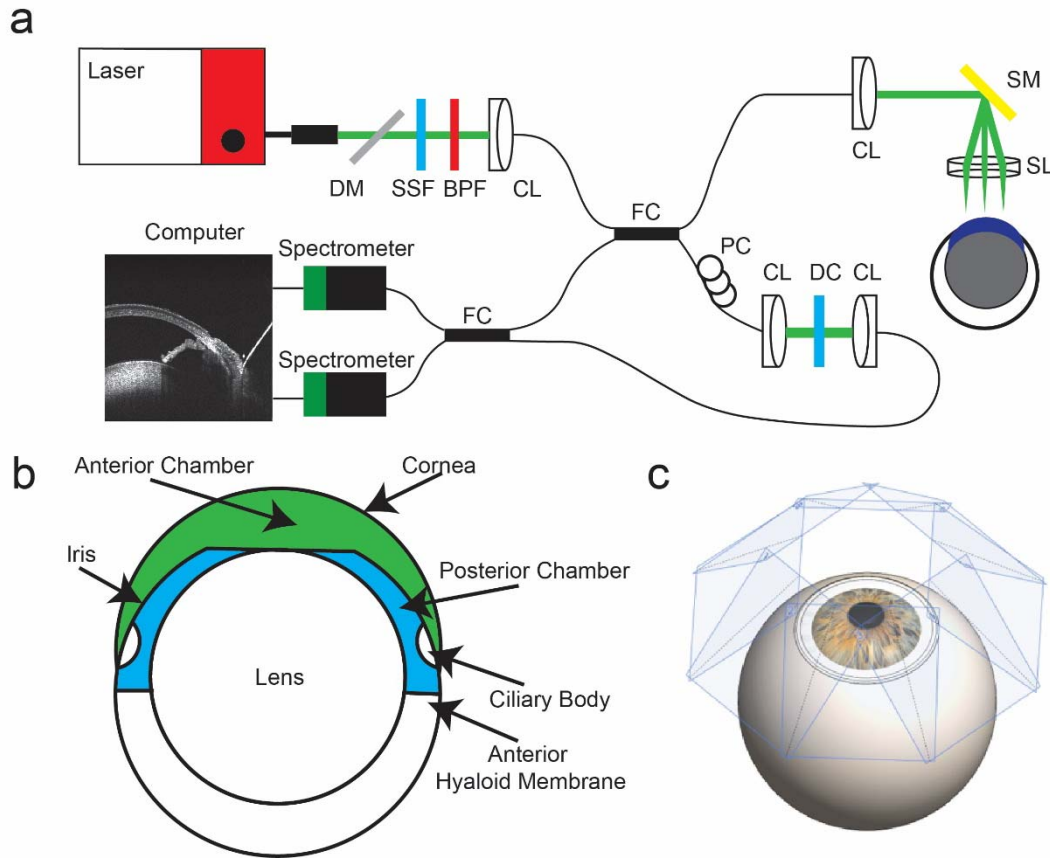 a
Laser
DM
SSF
BPF
CL
FC
PC
CL
SM
SL
CL
DC
CL
Computer
Spectrometer
FC
Spectrometer
b
Anterior Chamber
Cornea
Iris
Posterior Chamber
Lens
Ciliary Body
Anterior
Hyaloid Membrane
c